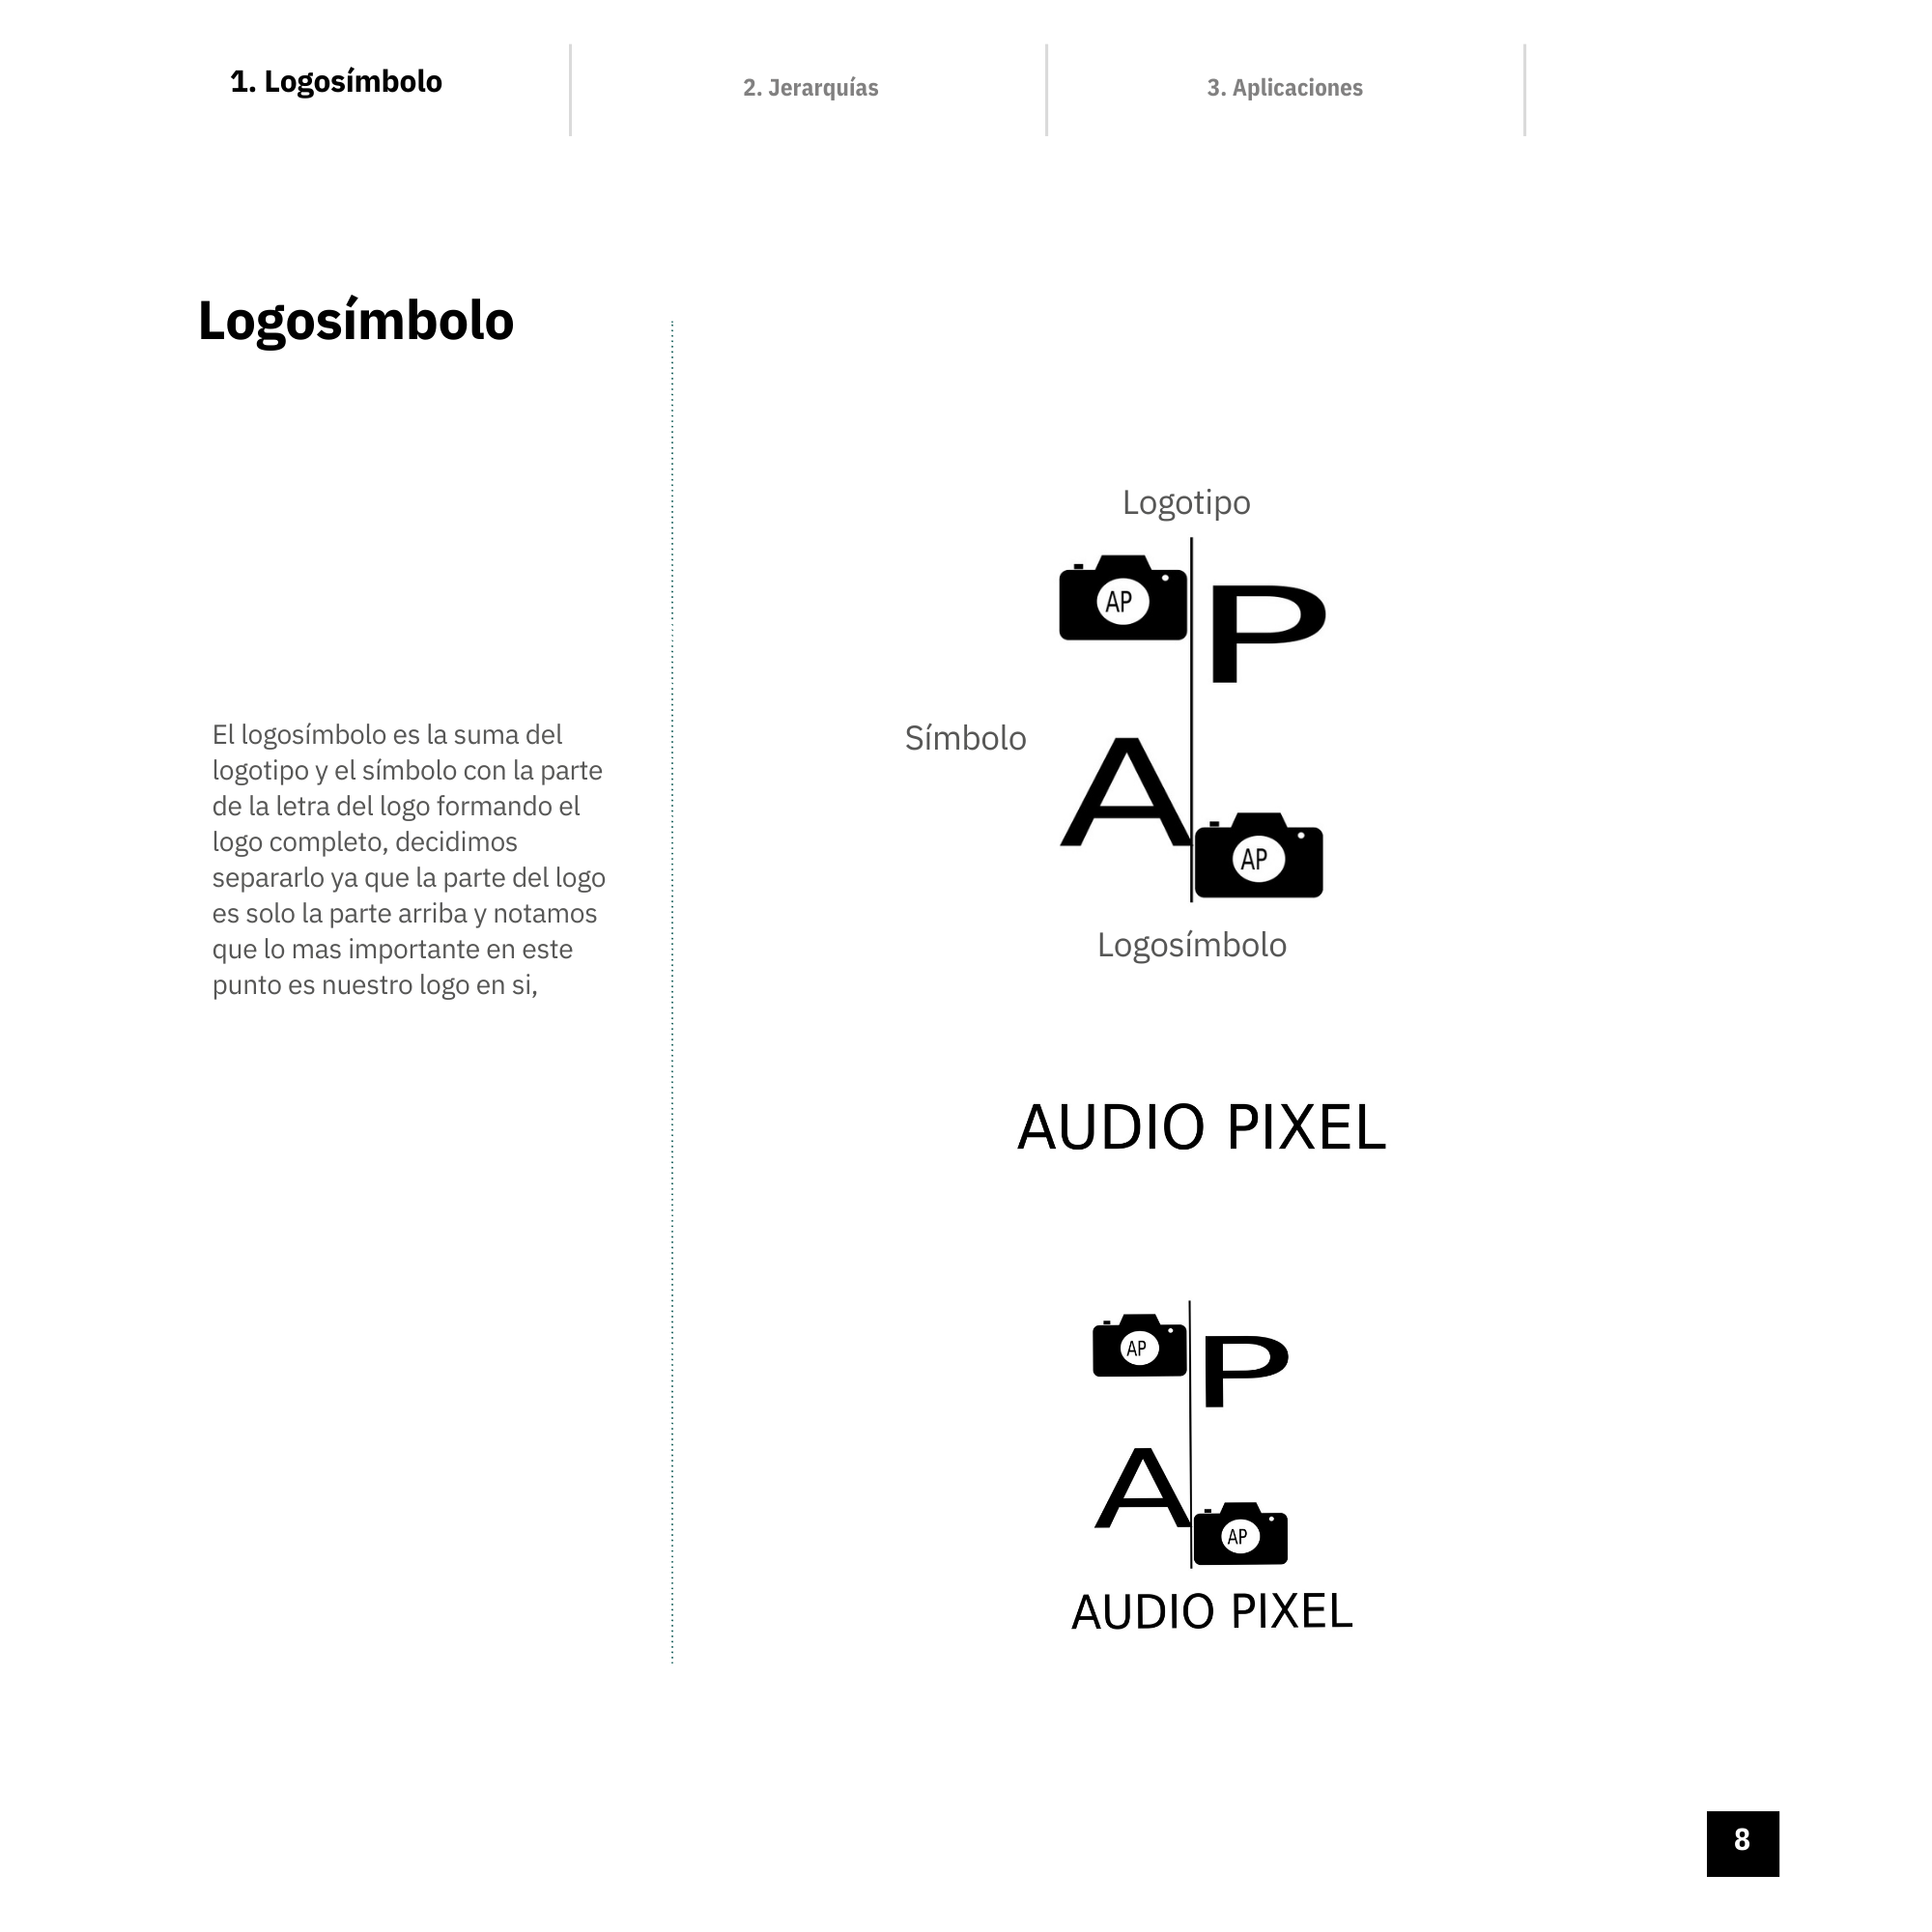 1. Logosímbolo
2. Jerarquías
3. Aplicaciones
Logosímbolo
El logosímbolo es la suma del
logotipo y el símbolo con la parte
de la letra del logo formando el
logo completo, decidimos
separarlo ya que la parte del logo
es solo la parte arriba y notamos
que lo mas importante en este
punto es nuestro logo en si,
Logotipo
AP
P
Símbolo
A
AP
Logosímbolo
AUDIO PIXEL
AP
P
A
AP
AUDIO PIXEL
8